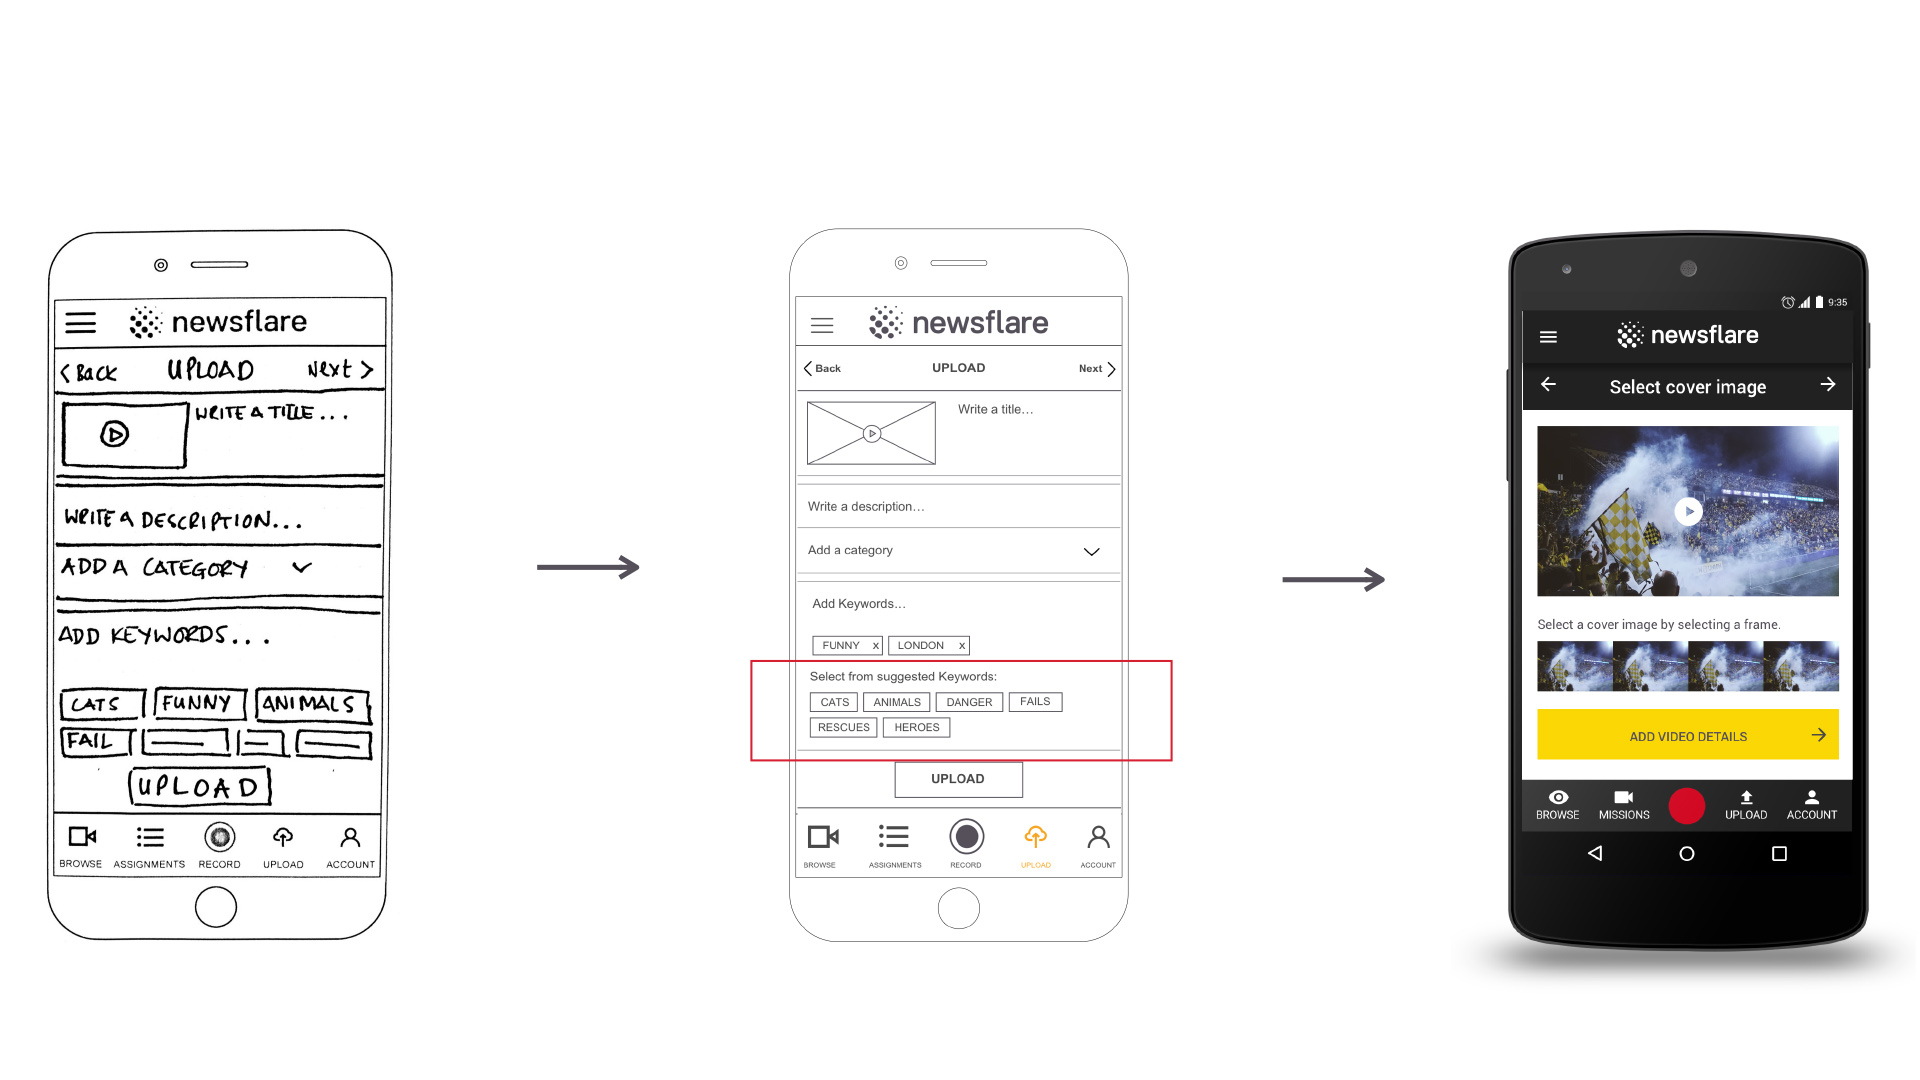 newsflare
Back UPLOAD Next
WRITE A TITLE...
WRITE A DESCRIPTION...
ADD A CATEGORY
ADD KEYWORDS...
CATS FUNNY ANIMALS
FAIL
UPLOAD
BROWSE ASSIGNMENTS RECORD UPLOAD ACCOUNT
newsflare
Back UPLOAD Next
Write a title...
Write a description...
Add a category
Add Keywords...
FUNNY x LONDON x
Select from suggested Keywords:
CATS ANIMALS DANGER FAILS
RESCUES HEROES
UPLOAD
BROWSE ASSIGNMENTS RECORD UPLOAD ACCOUNT
9:35
newsflare
Select cover image
Select a cover image by selecting a frame.
ADD VIDEO DETAILS
BROWSE MISSIONS UPLOAD ACCOUNT